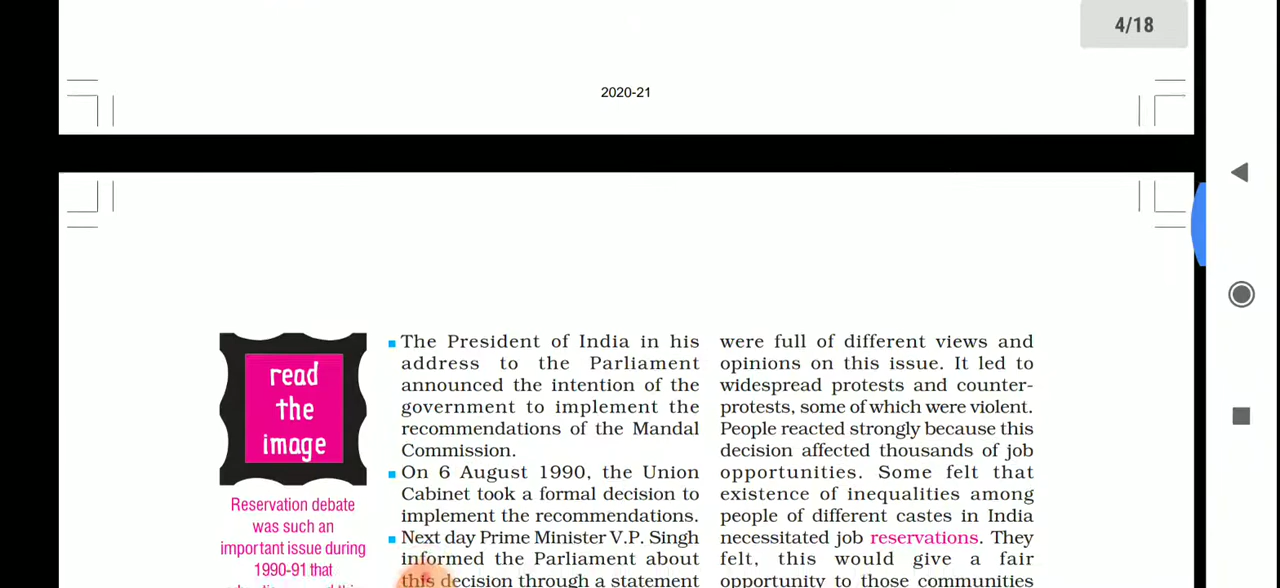 4/18
2020-21
read
the
image
Reservation debate
was such an
important issue during
1990-91 that
The President of India in his
address to the Parliament
announced the intention of the
government to implement the
recommendations of the Mandal
Commission.
On 6 August 1990, the Union
Cabinet took a formal decision to
implement the recommendations.
Next day Prime Minister V.P. Singh
informed the Parliament about
this decision through a statement
were full of different views and
opinions on this issue. It led to
widespread protests and counter-
protests, some of which were violent.
People reacted strongly because this
decision affected thousands of job
opportunities. Some felt that
existence of inequalities among
people of different castes in India
necessitated job reservations. They
felt, this would give a fair
opportunity to those communities